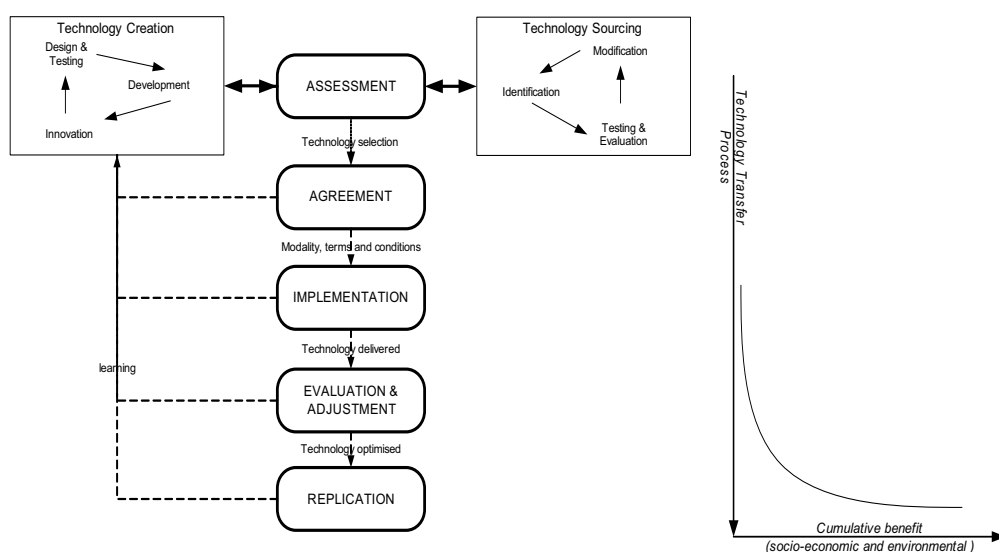 Technology Creation
Design &
Testing
Development
Innovation
ASSESSMENT
Technology Sourcing
Modification
Identification
Testing &
Evaluation
Technology selection
AGREEMENT
Modality, terms and conditions
IMPLEMENTATION
Technology delivered
learning
EVALUATION &
ADJUSTMENT
Technology optimised
REPLICATION
Technology Transfer
Process
Cumulative benefit
(socio-economic and environmental )